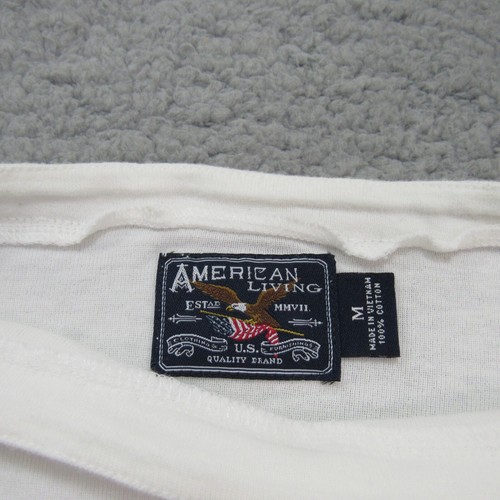 AMERICAN
LIVING
ESTAB. MMVII.
CLOTHING & FURNISHINGS
U.S.
QUALITY BRAND
M
MADE IN VIETNAM
100% COTTON